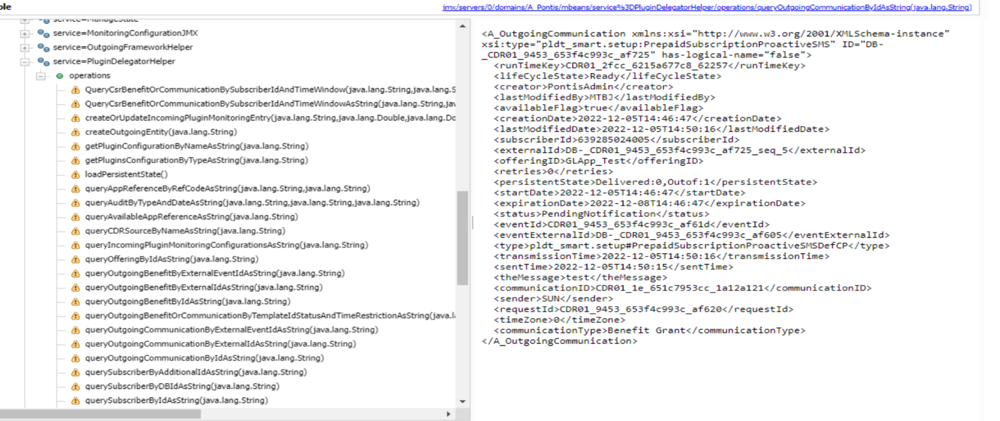 ole
jmx/servers/0/domains/A_Pontis/mbeans/service%3DPluginDelegatorHelper/operations/queryOutgoingCommunicationByIdAsString(java.lang.String)
service=ManageState
service=MonitoringConfigurationJMX
service=OutgoingFrameworkHelper
service=PluginDelegatorHelper
operations
QueryCsrBenefitOrCommunicationBySubscriberIdAndTimeWindow(java.lang.String,java.lang.S
QueryCsrBenefitOrCommunicationBySubscriberIdAndTimeWindowAsString(java.lang.String,jav
createOrUpdateIncomingPluginMonitoringEntry(java.lang.String,java.lang.Double,java.lang.Do
createOutgoingEntity(java.lang.String)
getPluginConfigurationByNameAsString(java.lang.String)
getPluginsConfigurationByTypeAsString(java.lang.String)
loadPersistentState()
queryAppReferenceByRefCodeAsString(java.lang.String,java.lang.String)
queryAuditByTypeAndDateAsString(java.lang.String,java.lang.String,java.lang.String)
queryAvailableAppReferenceAsString(java.lang.String)
queryCDRSourceByNameAsString(java.lang.String)
queryIncomingPluginMonitoringConfigurationsAsString(java.lang.String)
queryOfferingByIdAsString(java.lang.String)
queryOutgoingBenefitByExternalEventIdAsString(java.lang.String)
queryOutgoingBenefitByExternalIdAsString(java.lang.String)
queryOutgoingBenefitByIdAsString(java.lang.String)
queryOutgoingBenefitOrCommunicationByTemplateIdStatusAndTimeRestrictionAsString(java.l
queryOutgoingCommunicationByExternalEventIdAsString(java.lang.String)
queryOutgoingCommunicationByExternalIdAsString(java.lang.String)
queryOutgoingCommunicationByIdAsString(java.lang.String)
querySubscriberByAdditionalIdAsString(java.lang.String)
querySubscriberByDBIdAsString(java.lang.String)
querySubscriberByIdAsString(java.lang.String)
<A_OutgoingCommunication xmlns:xsi="http://www.w3.org/2001/XMLSchema-instance"
xsi:type="pldt_smart.setup:PrepaidSubscriptionProactiveSMS" ID="DB-
_CDR01_9453_653f4c993c_af725" has-logical-name="false">
<runTimeKey>CDR01_2fcc_6215a677c8_62257</runTimeKey>
<lifeCycleState>Ready</lifeCycleState>
<creator>PontisAdmin</creator>
<lastModifiedBy>MTBJ</lastModifiedBy>
<availableFlag>true</availableFlag>
<creationDate>2022-12-05T14:46:47</creationDate>
<lastModifiedDate>2022-12-05T14:50:16</lastModifiedDate>
<subscriberId>639285024005</subscriberId>
<externalId>DB-_CDR01_9453_653f4c993c_af725_seq_5</externalId>
<offeringID>GLApp_Test</offeringID>
<retries>0</retries>
<persistentState>Delivered:0,Outof:1</persistentState>
<startDate>2022-12-05T14:46:47</startDate>
<expirationDate>2022-12-08T14:46:47</expirationDate>
<status>PendingNotification</status>
<eventId>CDR01_9453_653f4c993c_af61d</eventId>
<eventExternalId>DB-_CDR01_9453_653f4c993c_af605</eventExternalId>
<type>pldt_smart.setup#PrepaidSubscriptionProactiveSMSDefCP</type>
<transmissionTime>2022-12-05T14:50:16</transmissionTime>
<sentTime>2022-12-05T14:50:15</sentTime>
<theMessage>test</theMessage>
<communicationID>CDR01_1e_651c7953cc_1a12a121</communicationID>
<sender>SUN</sender>
<requestId>CDR01_9453_653f4c993c_af620</requestId>
<timeZone>0</timeZone>
<communicationType>Benefit Grant</communicationType>
</A_OutgoingCommunication>